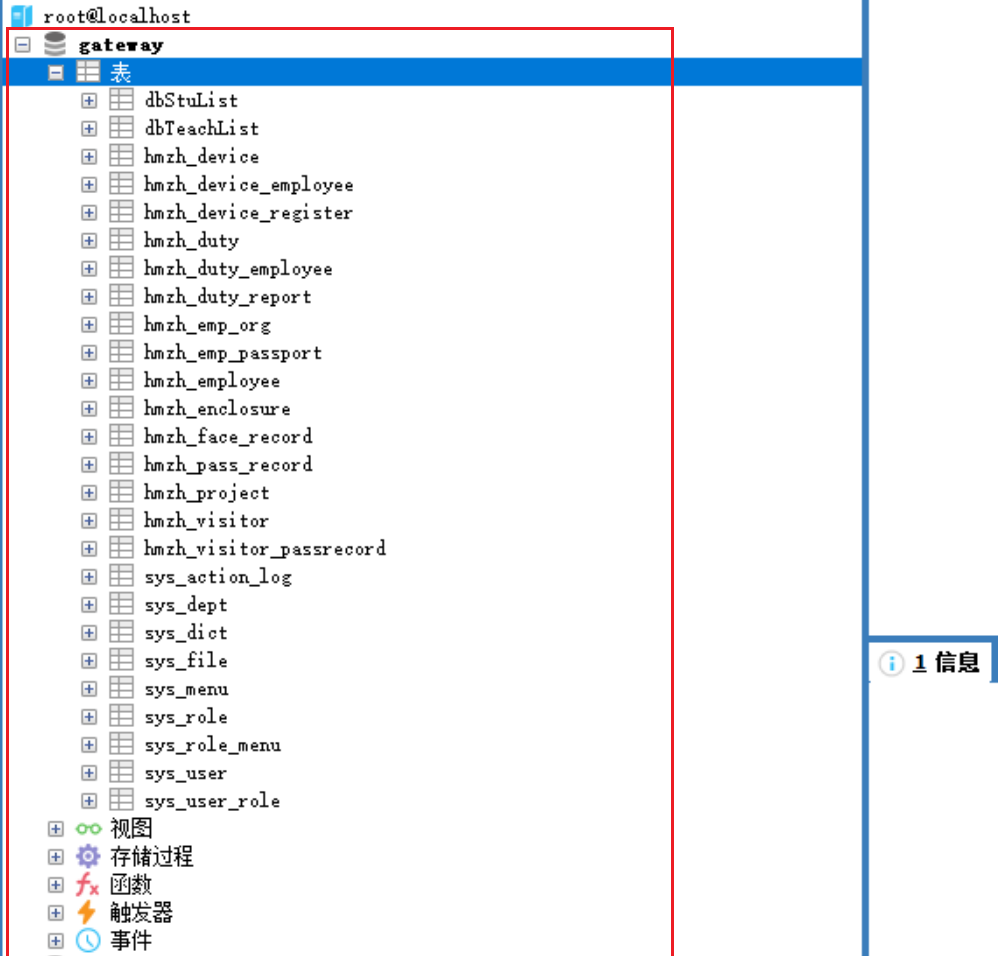 root@localhost
gateway
表
dbStuList
dbTeachList
hmzh_device
hmzh_device_employee
hmzh_device_register
hmzh_duty
hmzh_duty_employee
hmzh_duty_report
hmzh_emp_org
hmzh_emp_passport
hmzh_employee
hmzh_enclosure
hmzh_face_record
hmzh_pass_record
hmzh_project
hmzh_visitor
hmzh_visitor_passrecord
sys_action_log
sys_dept
sys_dict
sys_file
1 信息
sys_menu
sys_role
sys_role_menu
sys_user
sys_user_role
视图
存储过程
函数
触发器
事件